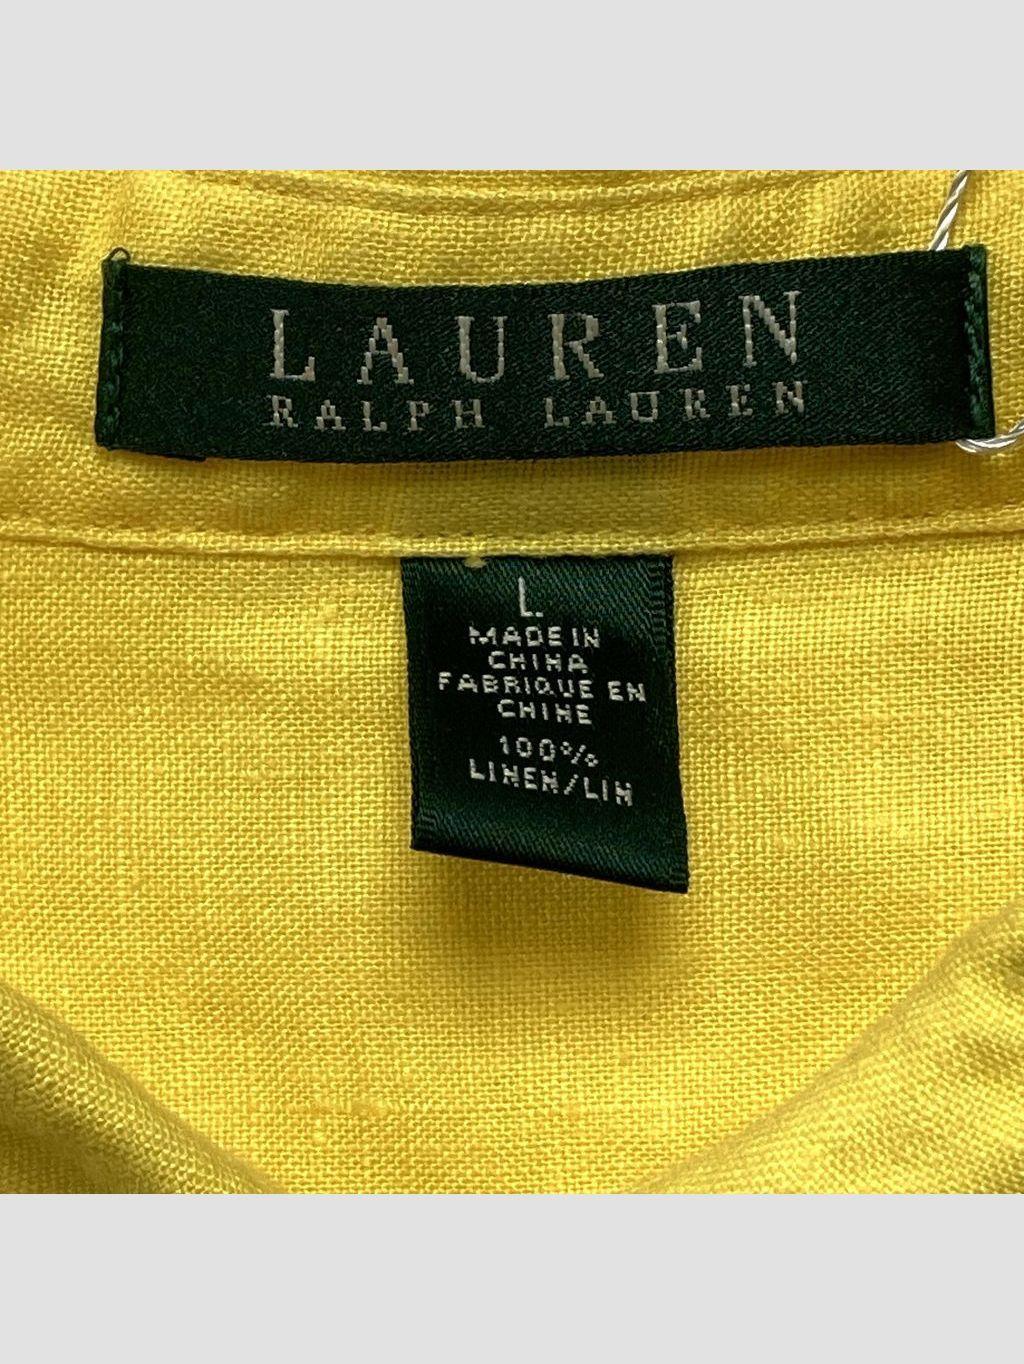 LAUREN
RALPH LAUREN
L
MADE IN
CHINA
FABRIQUE EN
CHINE
100%
LINEN/LIN